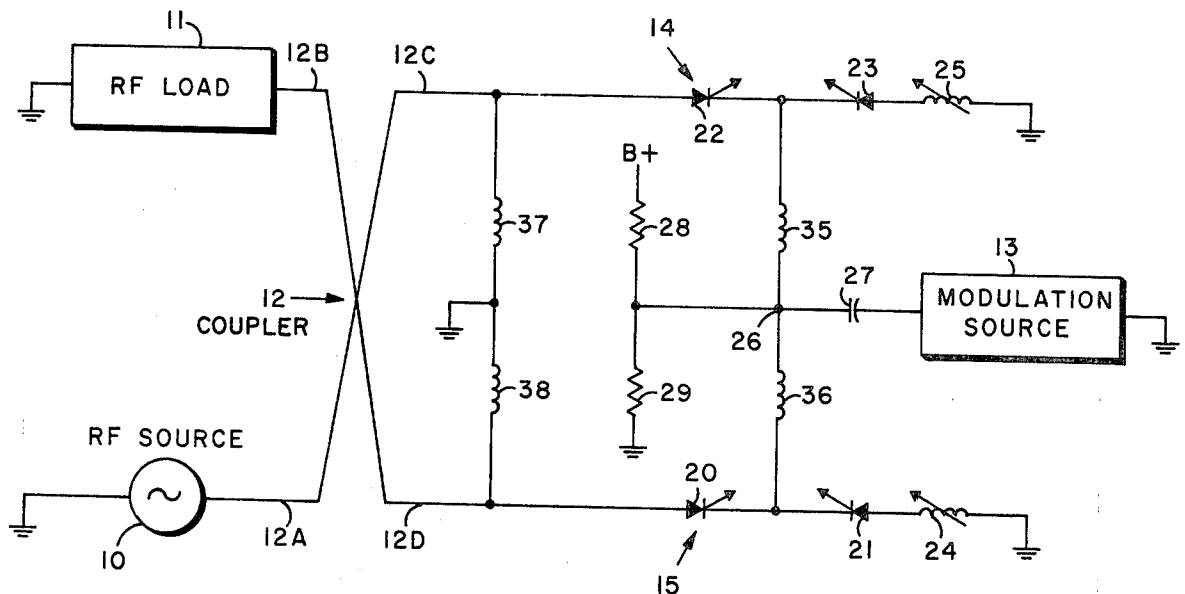 11
RF LOAD
12B
12C
14
22
23
25
B+
37
28
35
13
12
COUPLER
27
26
MODULATION
SOURCE
38
29
36
RF SOURCE
10
12A
12D
20
15
21
24